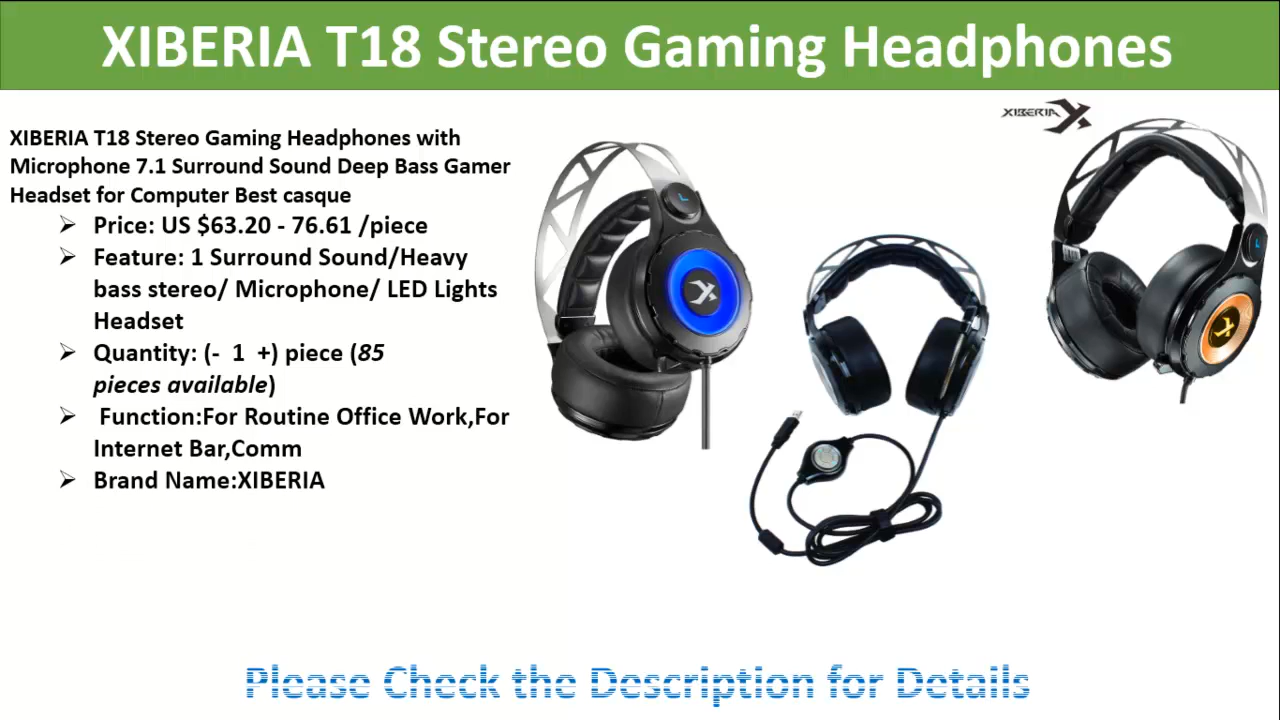 XIBERIA T18 Stereo Gaming Headphones
XIBERIA
XIBERIA T18 Stereo Gaming Headphones with
Microphone 7.1 Surround Sound Deep Bass Gamer
Headset for Computer Best casque
Price: US $63.20 - 76.61 /piece
Feature: 1 Surround Sound/Heavy
bass stereo/ Microphone/ LED Lights
Headset
Quantity: (- 1 +) piece (85
pieces available)
Function:For Routine Office Work,For
Internet Bar,Comm
Brand Name:XIBERIA
L
L
Please Check the Description for Details